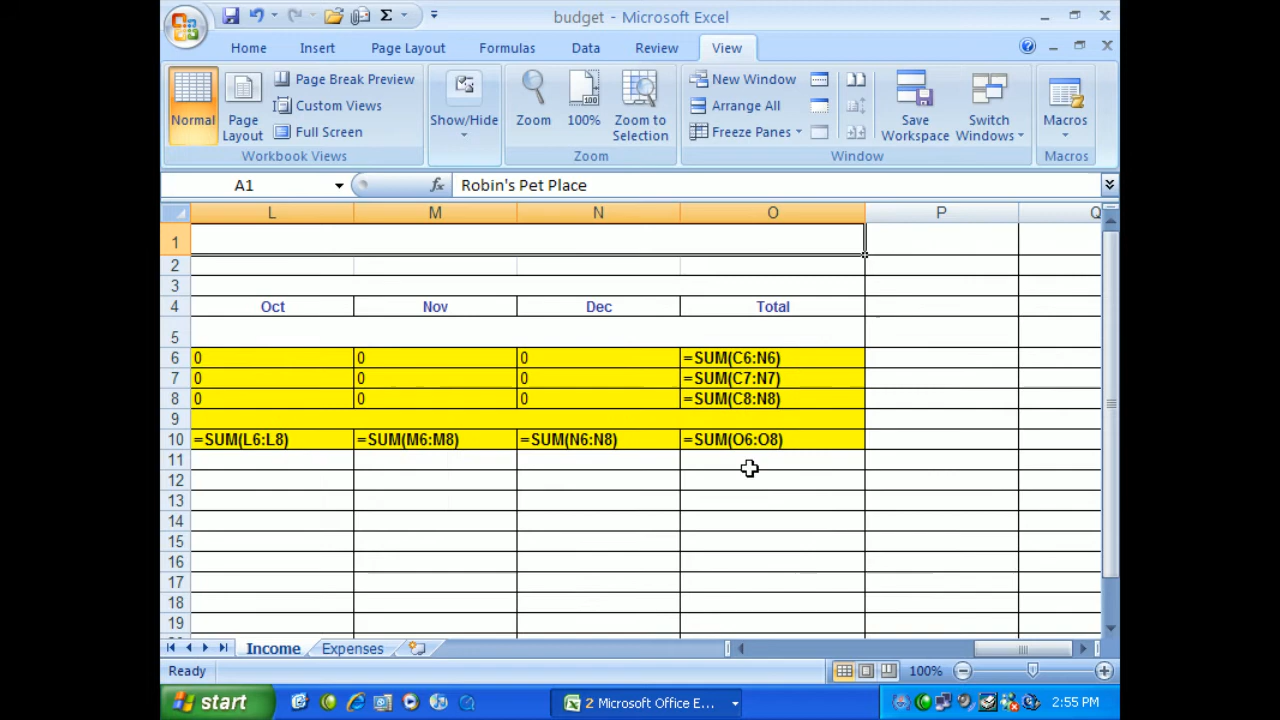 budget - Microsoft Excel
Home Insert Page Layout Formulas Data Review View
Normal
Page Layout
Page Break Preview
Custom Views
Full Screen
Workbook Views
Show/Hide
Zoom
100%
Zoom to Selection
Zoom
New Window
Arrange All
Freeze Panes
Save Workspace
Switch Windows
Window
Macros
Macros
A1 fx Robin's Pet Place
L M N O P Q
1
2
3
4 Oct Nov Dec Total
5
6 0 0 0 =SUM(C6:N6)
7 0 0 0 =SUM(C7:N7)
8 0 0 0 =SUM(C8:N8)
9
10 =SUM(L6:L8) =SUM(M6:M8) =SUM(N6:N8) =SUM(O6:O8)
11
12
13
14
15
16
17
18
19
Income Expenses
Ready 100%
start 2 Microsoft Office E... 2:55 PM